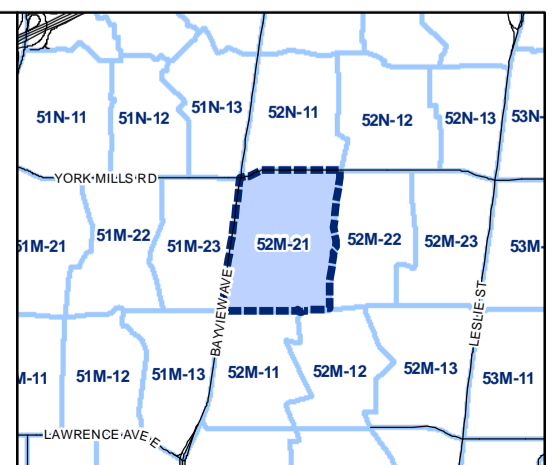 51N-11
51N-12
51N-13
52N-11
52N-12
52N-13
53N-
YORK MILLS RD
51M-21
51M-22
51M-23
52M-21
52M-22
52M-23
53M-
BAYVIEW AVE
LESLIE ST
M-11
51M-12
51M-13
52M-11
52M-12
52M-13
53M-11
LAWRENCE AVE E